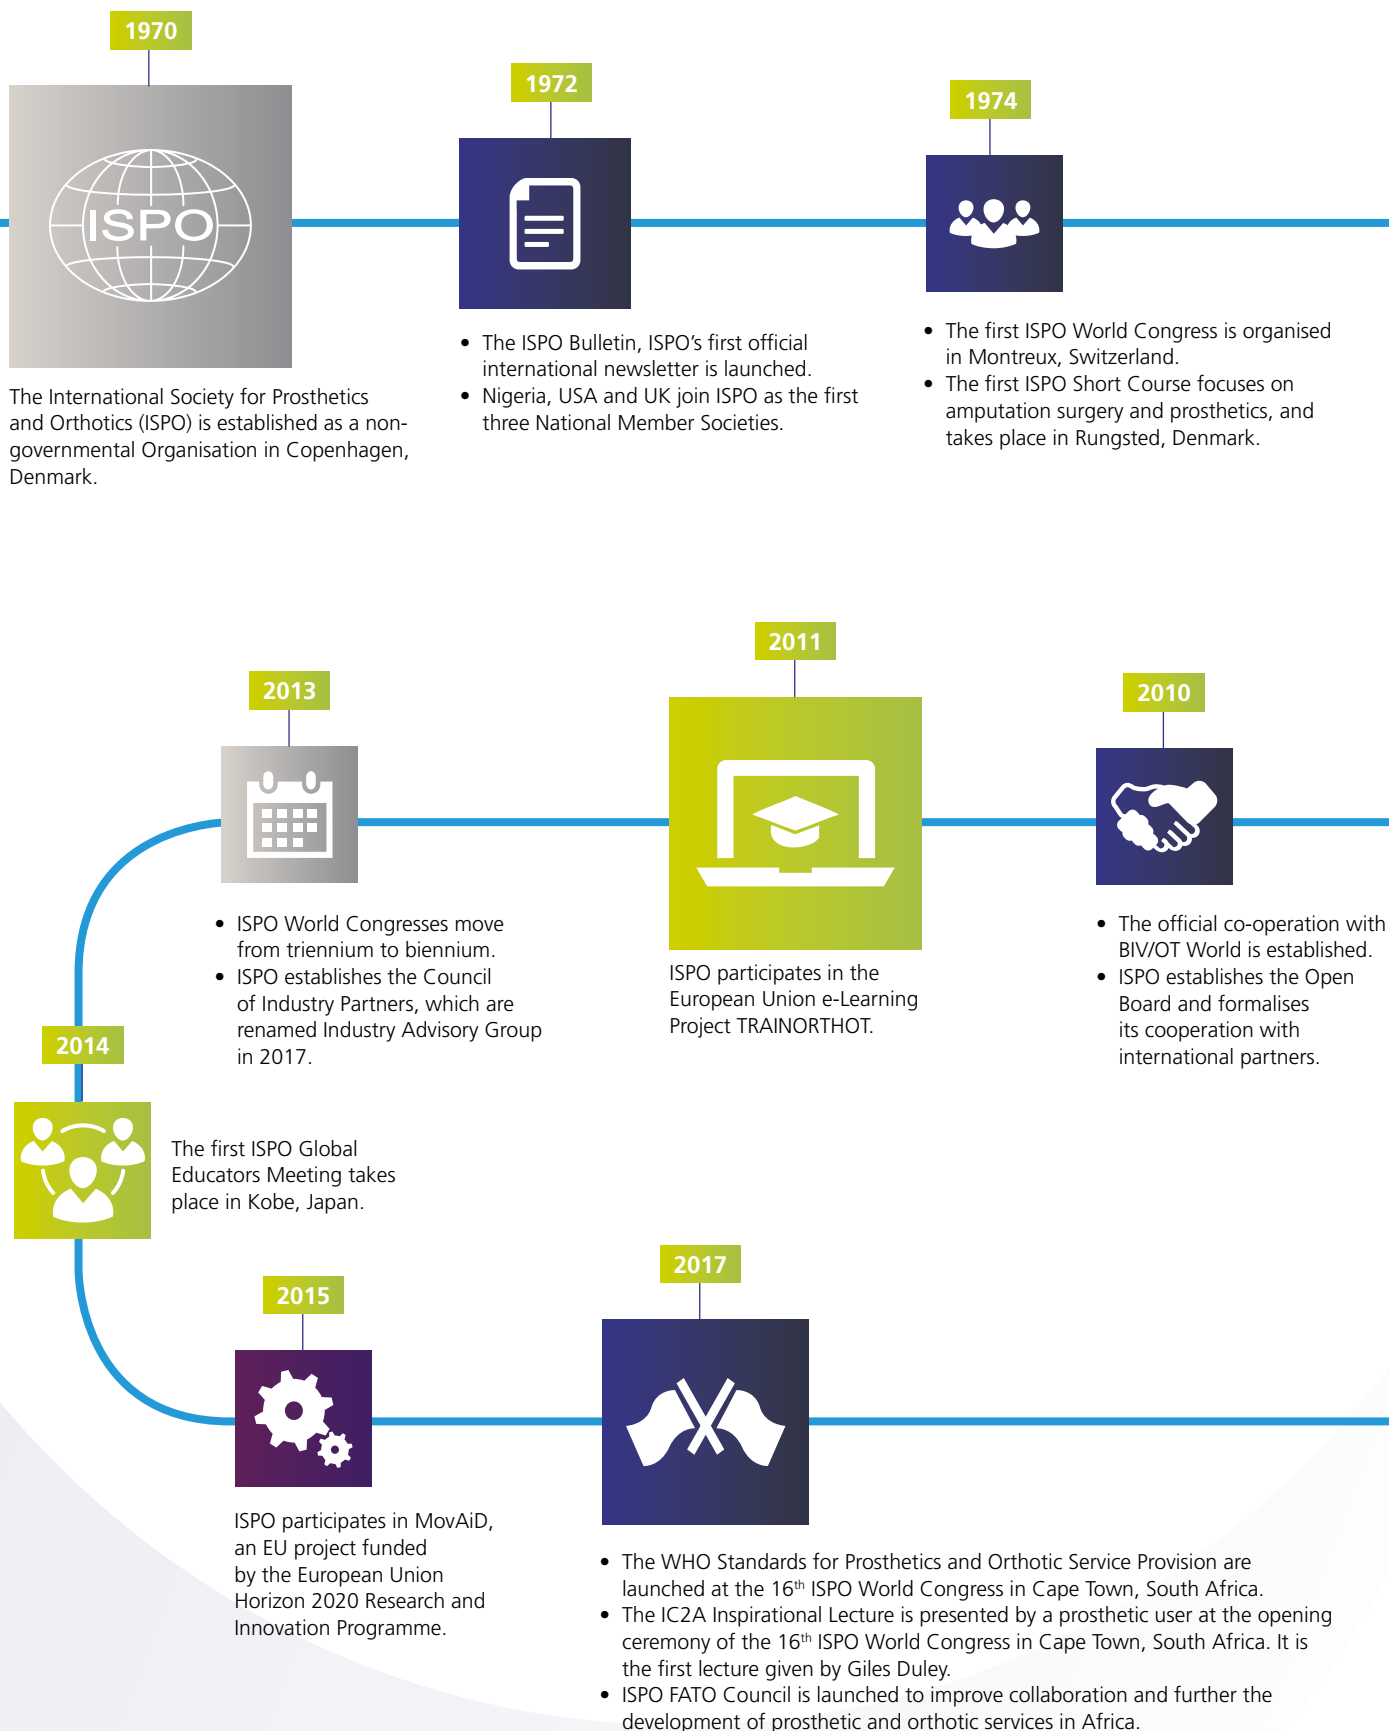 1970
ISPO
The International Society for Prosthetics
and Orthotics (ISPO) is established as a non-
governmental Organisation in Copenhagen,
Denmark.
1972
• The ISPO Bulletin, ISPO’s first official
international newsletter is launched.
• Nigeria, USA and UK join ISPO as the first
three National Member Societies.
1974
• The first ISPO World Congress is organised
in Montreux, Switzerland.
• The first ISPO Short Course focuses on
amputation surgery and prosthetics, and
takes place in Rungsted, Denmark.
2010
• The official co-operation with
BIV/OT World is established.
• ISPO establishes the Open
Board and formalises
its cooperation with
international partners.
2011
ISPO participates in the
European Union e-Learning
Project TRAINORTHOT.
2013
• ISPO World Congresses move
from triennium to biennium.
• ISPO establishes the Council
of Industry Partners, which are
renamed Industry Advisory Group
in 2017.
2014
The first ISPO Global
Educators Meeting takes
place in Kobe, Japan.
2015
ISPO participates in MovAiD,
an EU project funded
by the European Union
Horizon 2020 Research and
Innovation Programme.
2017
• The WHO Standards for Prosthetics and Orthotic Service Provision are
launched at the 16th ISPO World Congress in Cape Town, South Africa.
• The IC2A Inspirational Lecture is presented by a prosthetic user at the opening
ceremony of the 16th ISPO World Congress in Cape Town, South Africa. It is
the first lecture given by Giles Duley.
• ISPO FATO Council is launched to improve collaboration and further the
development of prosthetic and orthotic services in Africa.